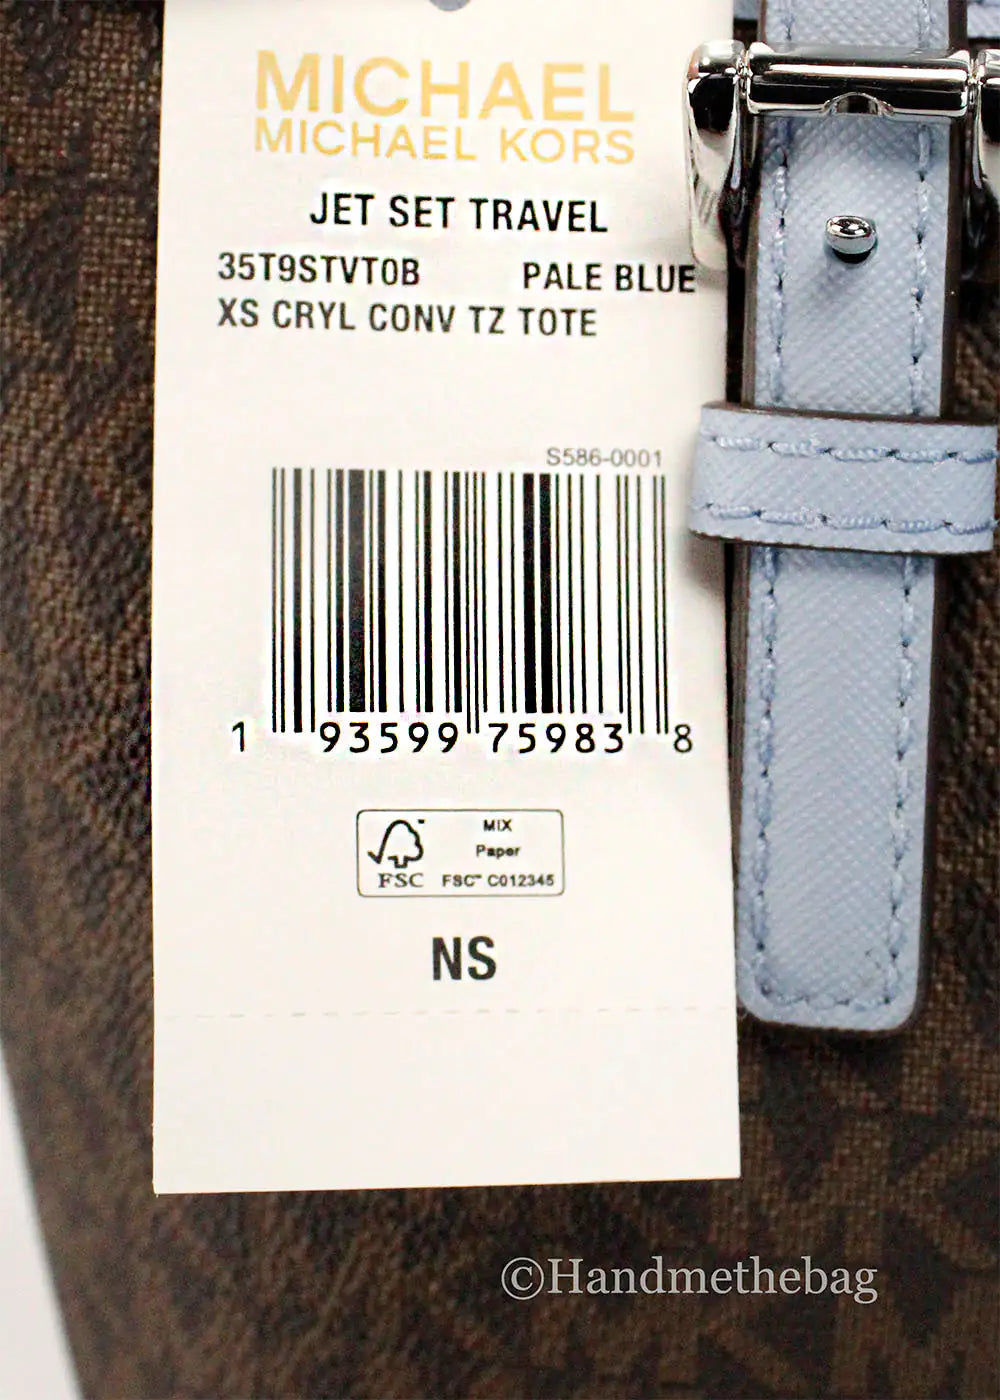 MICHAEL
MICHAEL KORS
JET SET TRAVEL
35T9STVT0B PALE BLUE
XS CRYL CONV TZ TOTE
S586-0001
1 93599 75983 8
MIX
Paper
FSC FSC™ C012345
NS
©Handmethebag